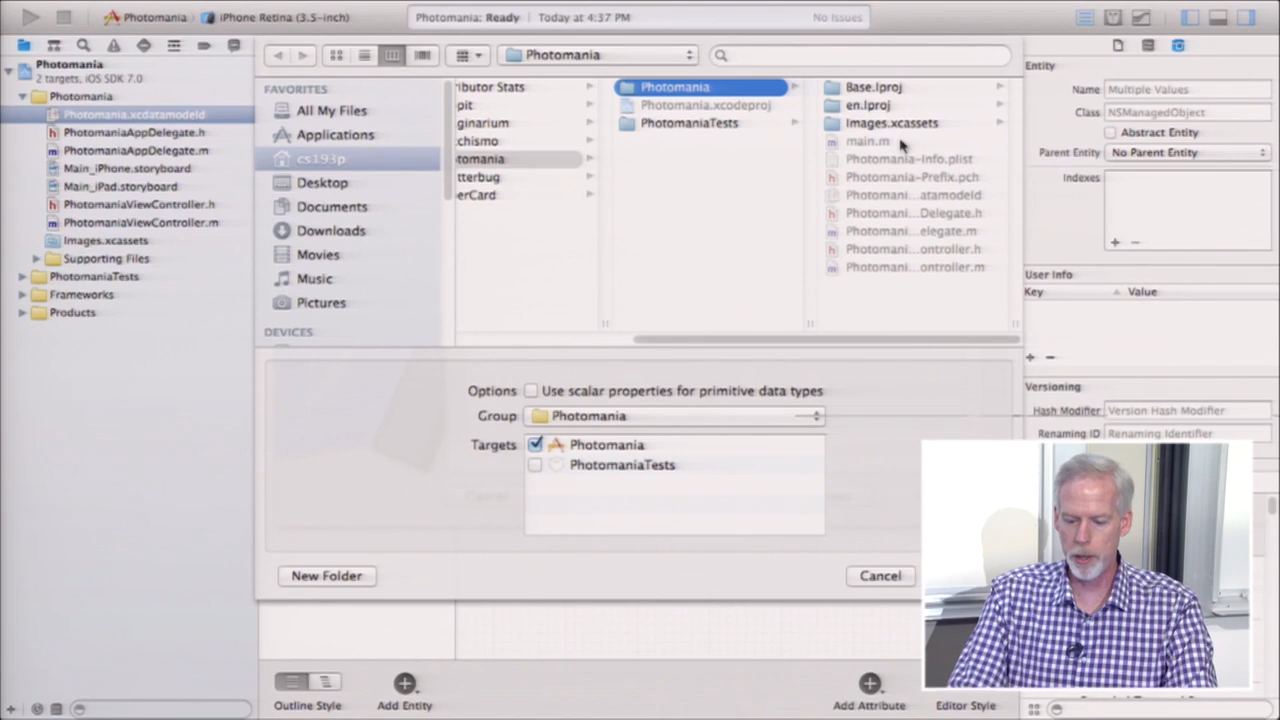 Photomania
iPhone Retina (3.5-inch)
Photomania: Ready
Today at 4:37 PM
No Issues
Photomania
2 targets, iOS SDK 7.0
Photomania
Photomania.xcdatamodeld
PhotomaniaAppDelegate.h
PhotomaniaAppDelegate.m
Main_iPhone.storyboard
Main_iPad.storyboard
PhotomaniaViewController.h
PhotomaniaViewController.m
Images.xcassets
Supporting Files
PhotomaniaTests
Frameworks
Products
Photomania
FAVORITES
All My Files
Applications
cs193p
Desktop
Documents
Downloads
Movies
Music
Pictures
DEVICES
ributor Stats
pit
ginarium
tchismo
otomania
tterbug
perCard
Photomania
Photomania.xcodeproj
PhotomaniaTests
Base.lproj
en.lproj
Images.xcassets
main.m
Photomania-Info.plist
Photomania-Prefix.pch
Photomani...atamodeld
Photomani...Delegate.h
Photomani...elegate.m
Photomani...ontroller.h
Photomani...ontroller.m
Options
Use scalar properties for primitive data types
Group
Photomania
Targets
Photomania
PhotomaniaTests
New Folder
Cancel
Outline Style
Add Entity
Add Attribute
Editor Style
Entity
Name
Multiple Values
Class
NSManagedObject
Abstract Entity
Parent Entity
No Parent Entity
Indexes
User Info
Key
Value
Versioning
Hash Modifier
Version Hash Modifier
Renaming ID
Renaming Identifier